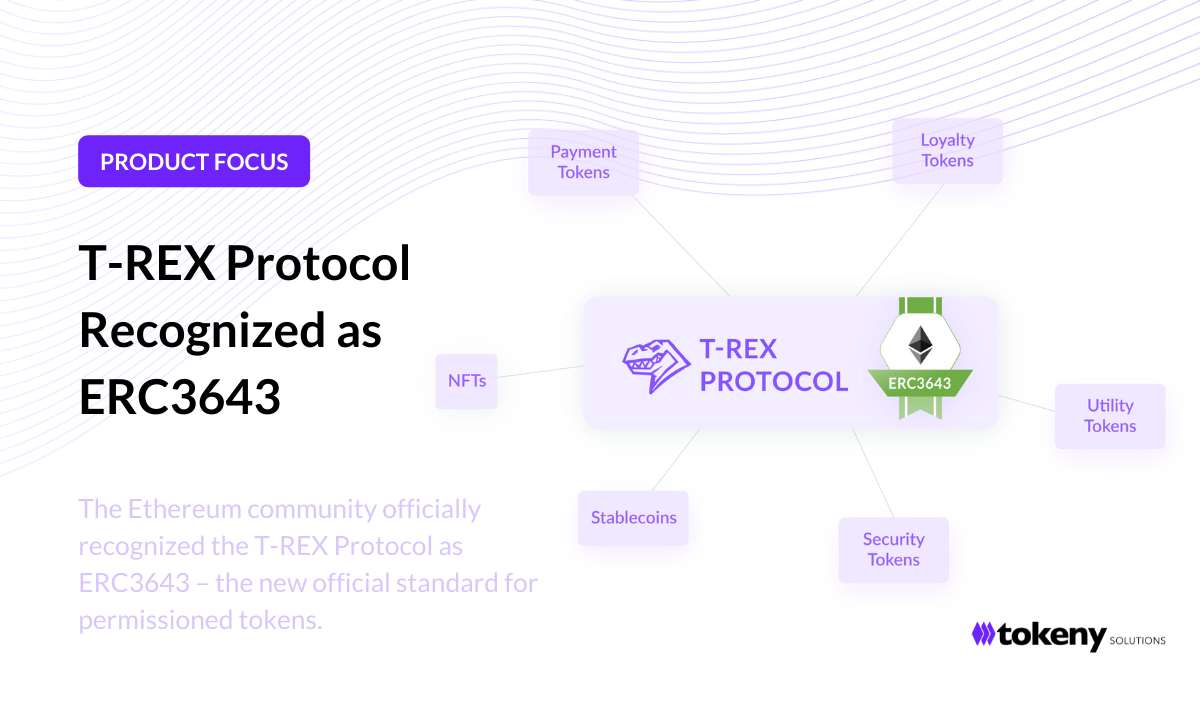 PRODUCT FOCUS
T-REX Protocol
Recognized as
ERC3643
The Ethereum community officially
recognized the T-REX Protocol as
ERC3643 – the new official standard for
permissioned tokens.
Payment
Tokens
Loyalty
Tokens
NFTs
T-REX
PROTOCOL
ERC3643
Utility
Tokens
Stablecoins
Security
Tokens
tokeny SOLUTIONS